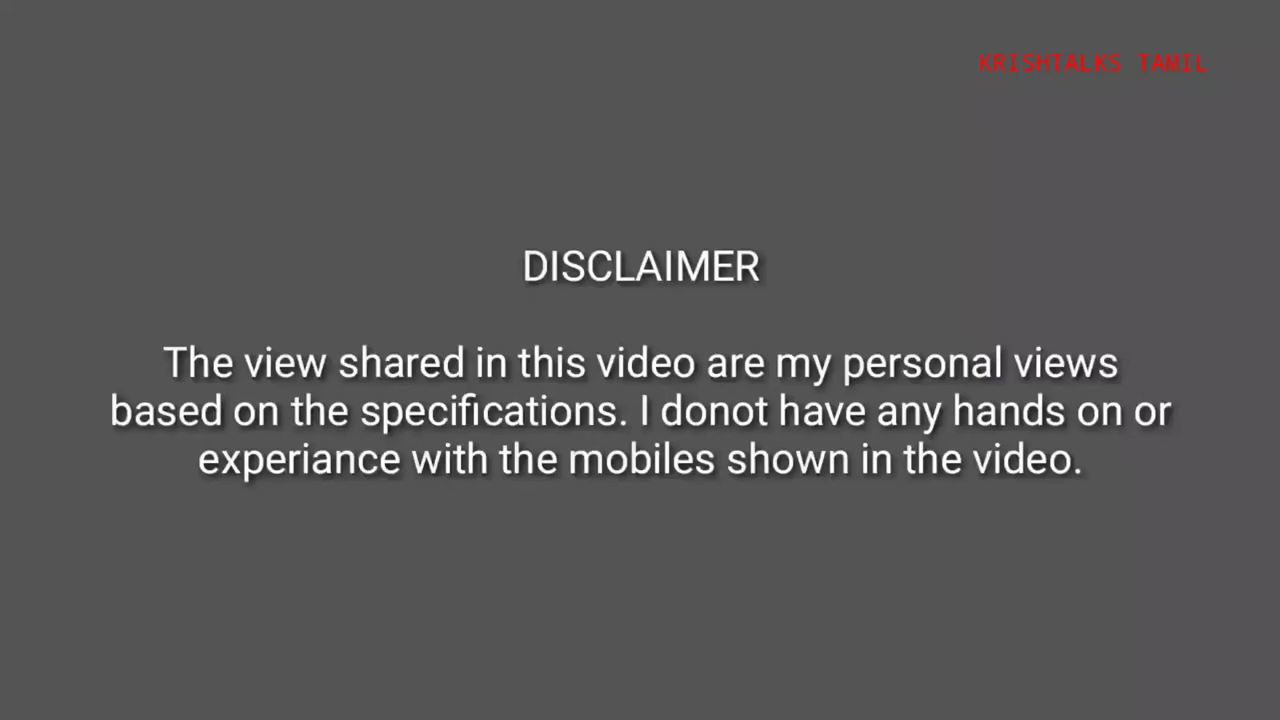 KRISHTALKS TAMIL
DISCLAIMER
The view shared in this video are my personal views
based on the specifications. I donot have any hands on or
experiance with the mobiles shown in the video.